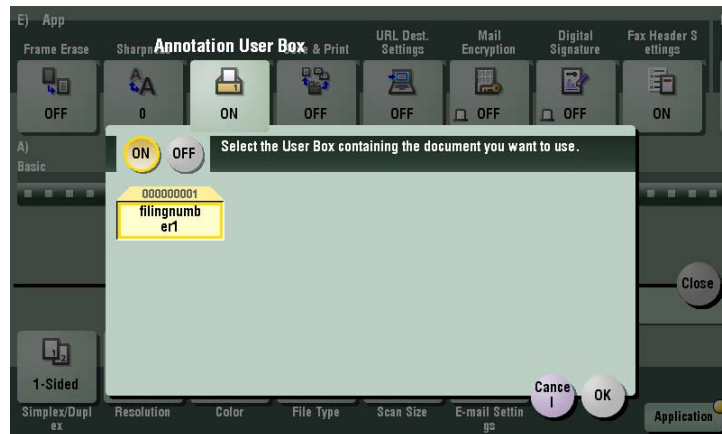 E) App
Frame Erase
Annotation User Box
& Print
URL Dest.
Settings
Mail
Encryption
Digital
Signature
Fax Header S
ettings
OFF
0
ON
OFF
OFF
OFF
OFF
ON
A)
Basic
ON
OFF
Select the User Box containing the document you want to use.
000000001
filingnumb
er1
Close
1-Sided
Cance
l
OK
Simplex/Dupl
ex
Resolution
Color
File Type
Scan Size
E-mail Settin
gs
Application